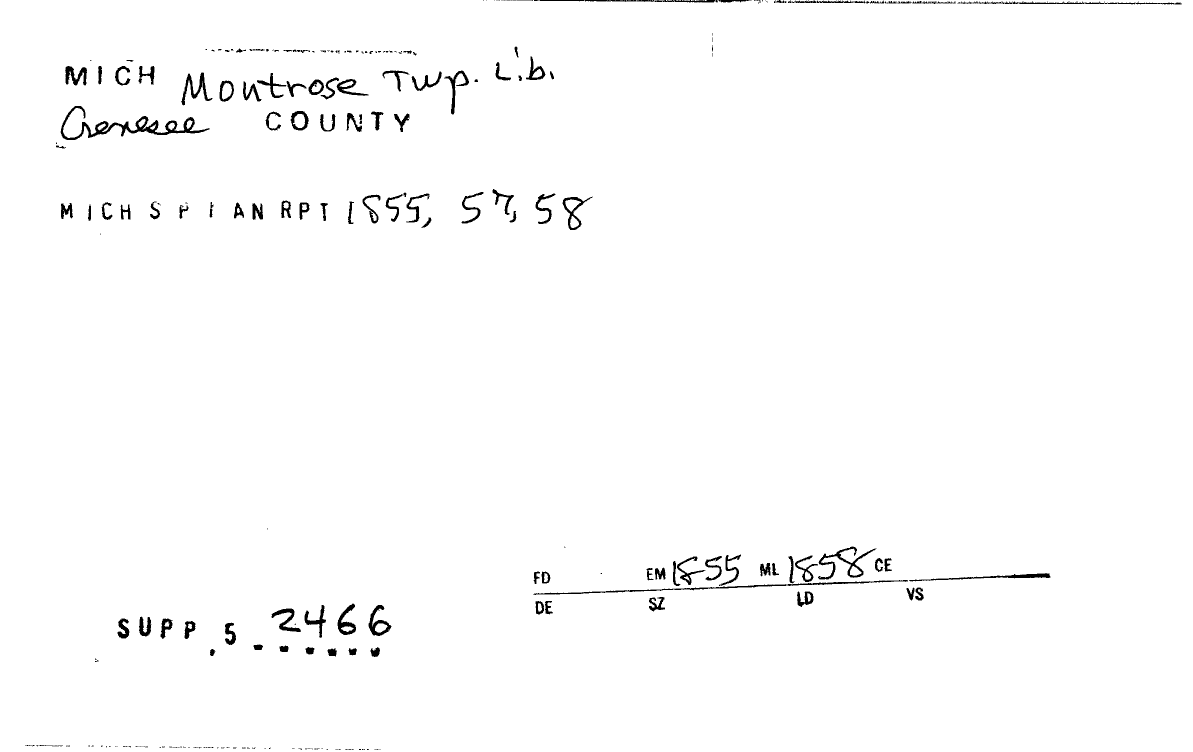 MICH Montrose Twp. Lib.
Genesee COUNTY
MICH S P I AN RPT 1855, 57, 58
FD EM 1855 ML 1858 CE
DE SZ LD VS
SUPP. 5 2466